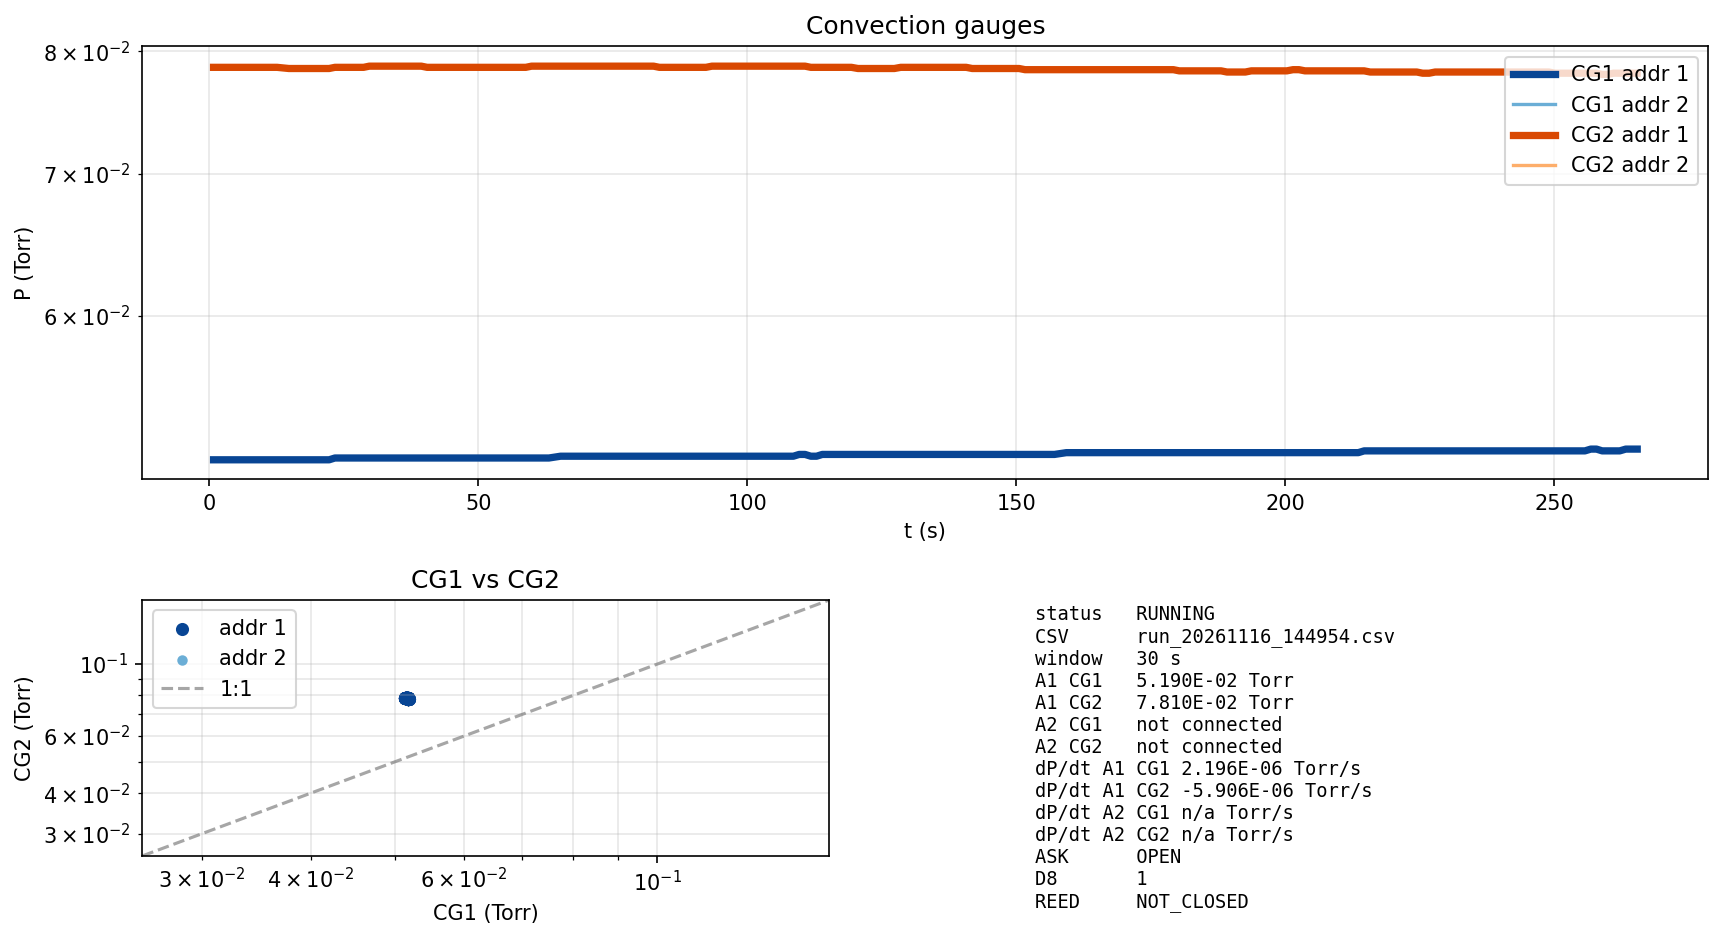 Convection gauges
8 × 10⁻²
7 × 10⁻²
6 × 10⁻²
P (Torr)
CG1 addr 1
CG1 addr 2
CG2 addr 1
CG2 addr 2
0 50 100 150 200 250
t (s)
CG1 vs CG2
addr 1
addr 2
1:1
10⁻¹
6 × 10⁻²
4 × 10⁻²
3 × 10⁻²
CG2 (Torr)
3 × 10⁻² 4 × 10⁻² 6 × 10⁻² 10⁻¹
CG1 (Torr)
status RUNNING
CSV run_20261116_144954.csv
window 30 s
A1 CG1 5.190E-02 Torr
A1 CG2 7.810E-02 Torr
A2 CG1 not connected
A2 CG2 not connected
dP/dt A1 CG1 2.196E-06 Torr/s
dP/dt A1 CG2 -5.906E-06 Torr/s
dP/dt A2 CG1 n/a Torr/s
dP/dt A2 CG2 n/a Torr/s
ASK OPEN
D8 1
REED NOT_CLOSED